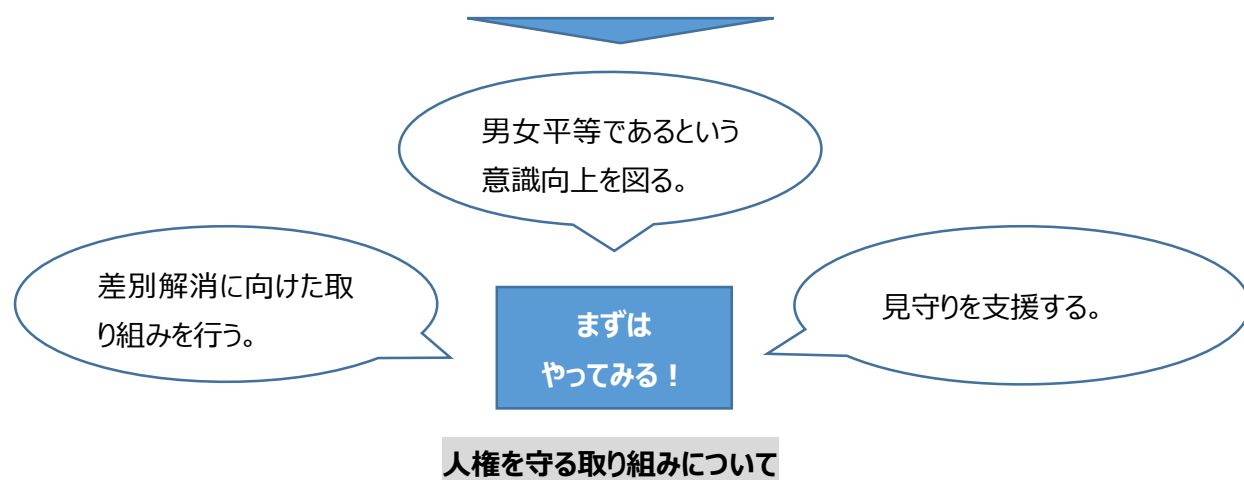 男女平等であるという
意識向上を図る。
差別解消に向けた取
り組みを行う。
まずは
やってみる！
見守りを支援する。
人権を守る取り組みについて